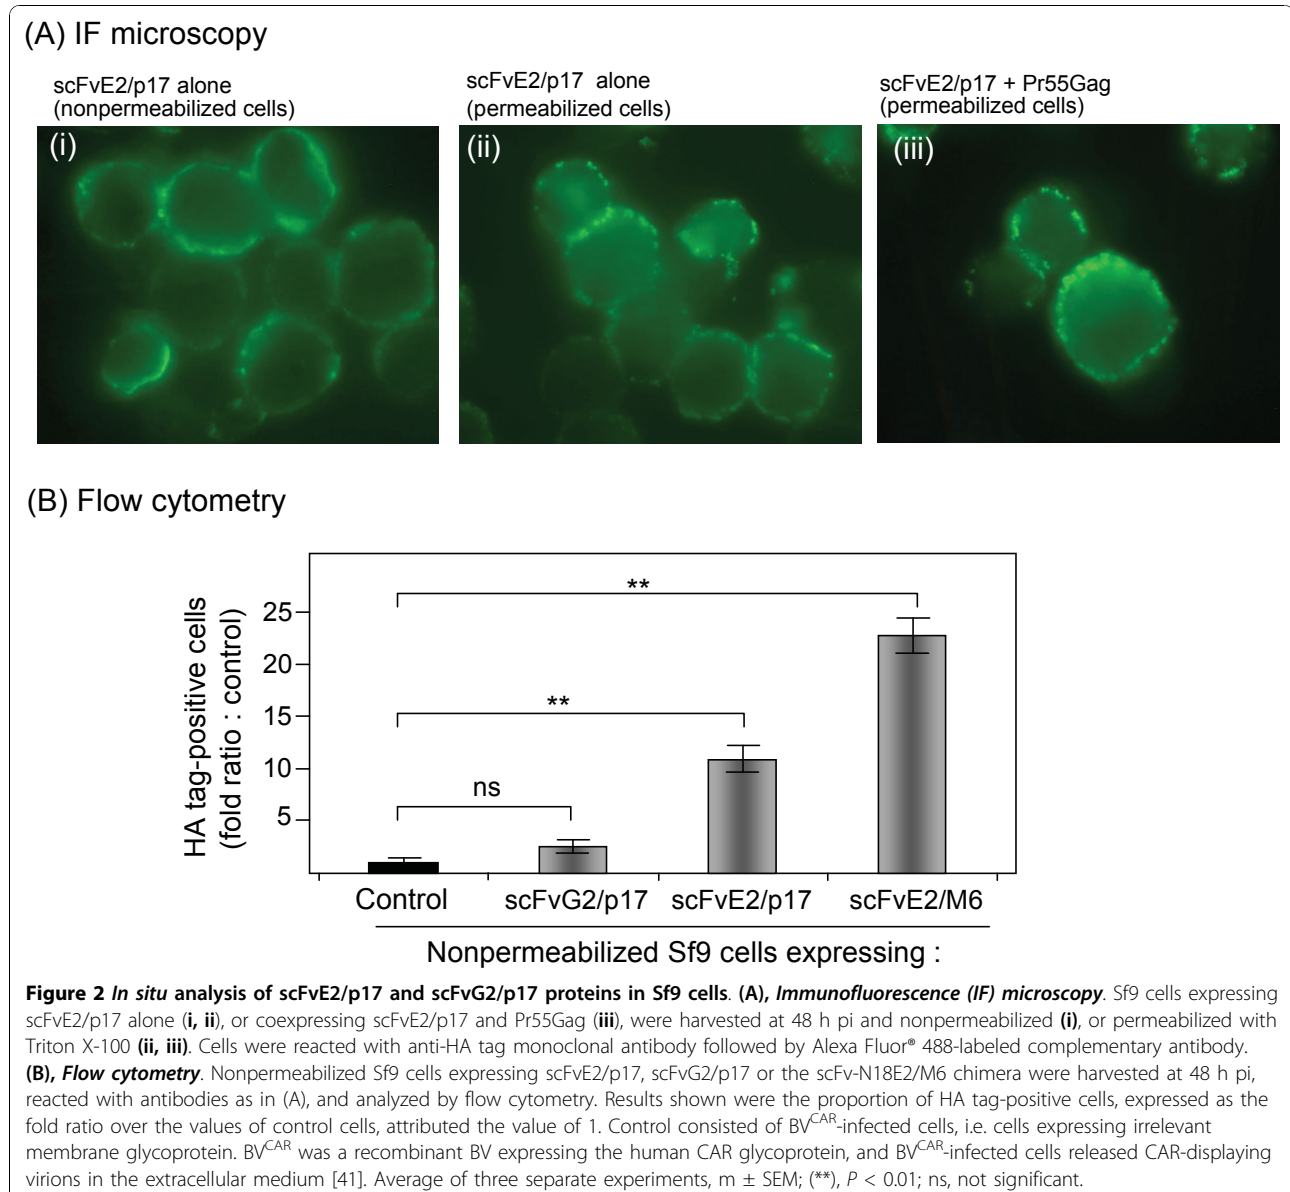 (A) IF microscopy
scFvE2/p17 alone
(nonpermeabilized cells)
scFvE2/p17 alone
(permeabilized cells)
scFvE2/p17 + Pr55Gag
(permeabilized cells)
(i)
(ii)
(iii)
(B) Flow cytometry
HA tag-positive cells
(fold ratio : control)
25
20
15
10
5
**
**
ns
Control
scFvG2/p17
scFvE2/p17
scFvE2/M6
Nonpermeabilized Sf9 cells expressing :
Figure 2 In situ analysis of scFvE2/p17 and scFvG2/p17 proteins in Sf9 cells. (A), Immunofluorescence (IF) microscopy. Sf9 cells expressing
scFvE2/p17 alone (i, ii), or coexpressing scFvE2/p17 and Pr55Gag (iii), were harvested at 48 h pi and nonpermeabilized (i), or permeabilized with
Triton X-100 (ii, iii). Cells were reacted with anti-HA tag monoclonal antibody followed by Alexa Fluor® 488-labeled complementary antibody.
(B), Flow cytometry. Nonpermeabilized Sf9 cells expressing scFvE2/p17, scFvG2/p17 or the scFv-N18E2/M6 chimera were harvested at 48 h pi,
reacted with antibodies as in (A), and analyzed by flow cytometry. Results shown were the proportion of HA tag-positive cells, expressed as the
fold ratio over the values of control cells, attributed the value of 1. Control consisted of BVCAR-infected cells, i.e. cells expressing irrelevant
membrane glycoprotein. BVCAR was a recombinant BV expressing the human CAR glycoprotein, and BVCAR-infected cells released CAR-displaying
virions in the extracellular medium [41]. Average of three separate experiments, m ± SEM; (**), P < 0.01; ns, not significant.